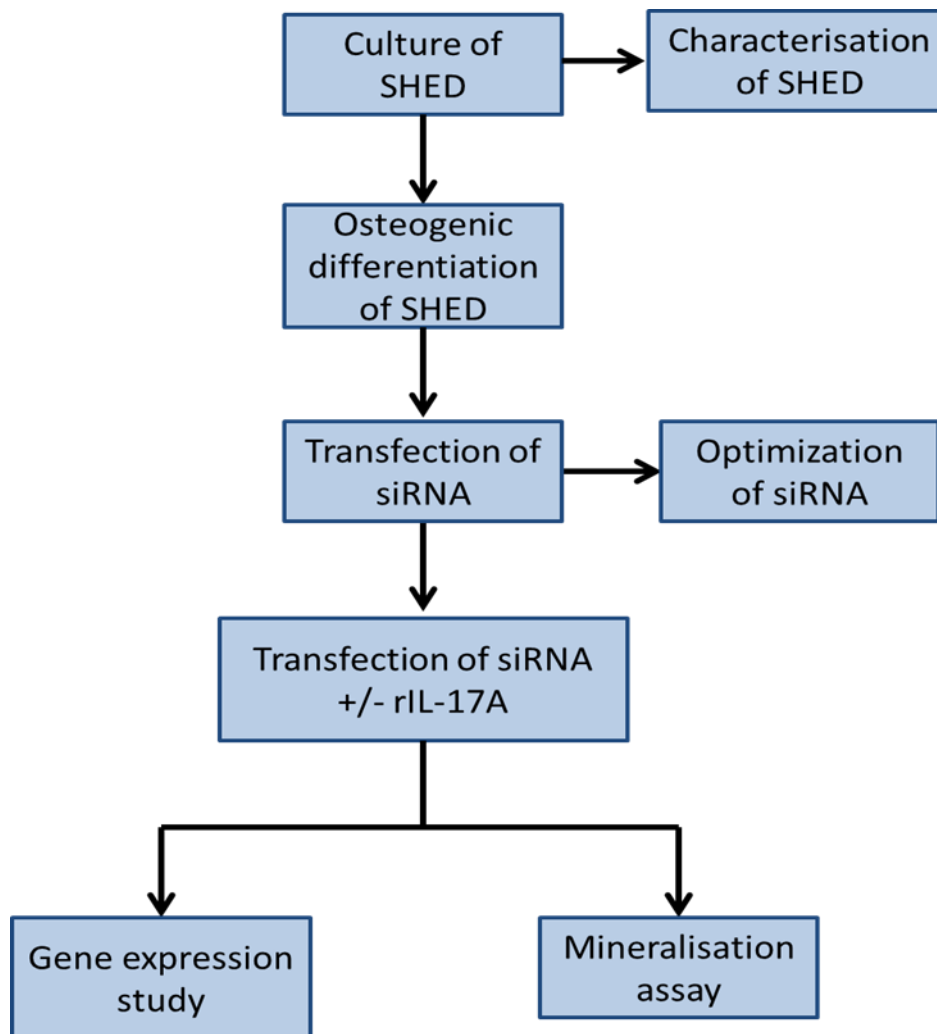 Culture of
SHED
Characterisation
of SHED
Osteogenic
differentiation
of SHED
Transfection of
siRNA
Optimization
of siRNA
Transfection of siRNA
+/- rIL-17A
Gene expression
study
Mineralisation
assay